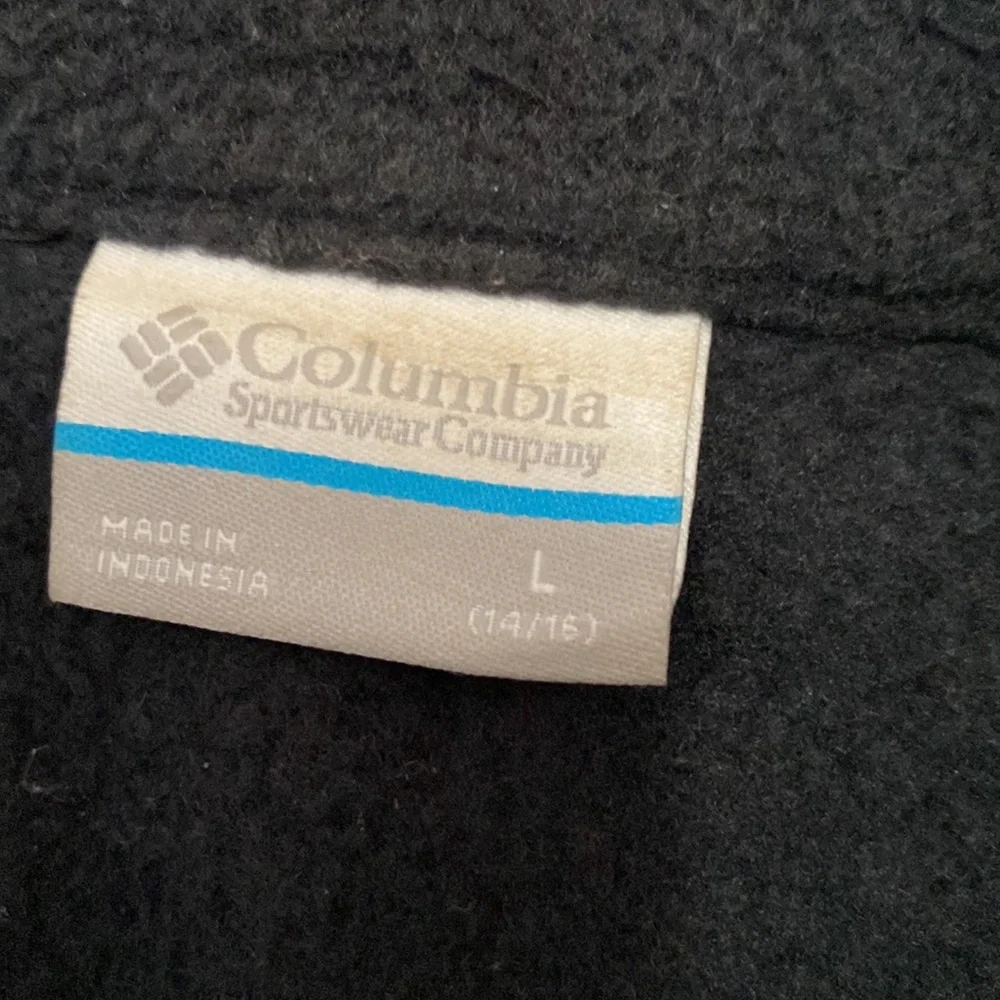 Columbia
Sportswear Company
MADE IN
INDONESIA
L
(14/16)